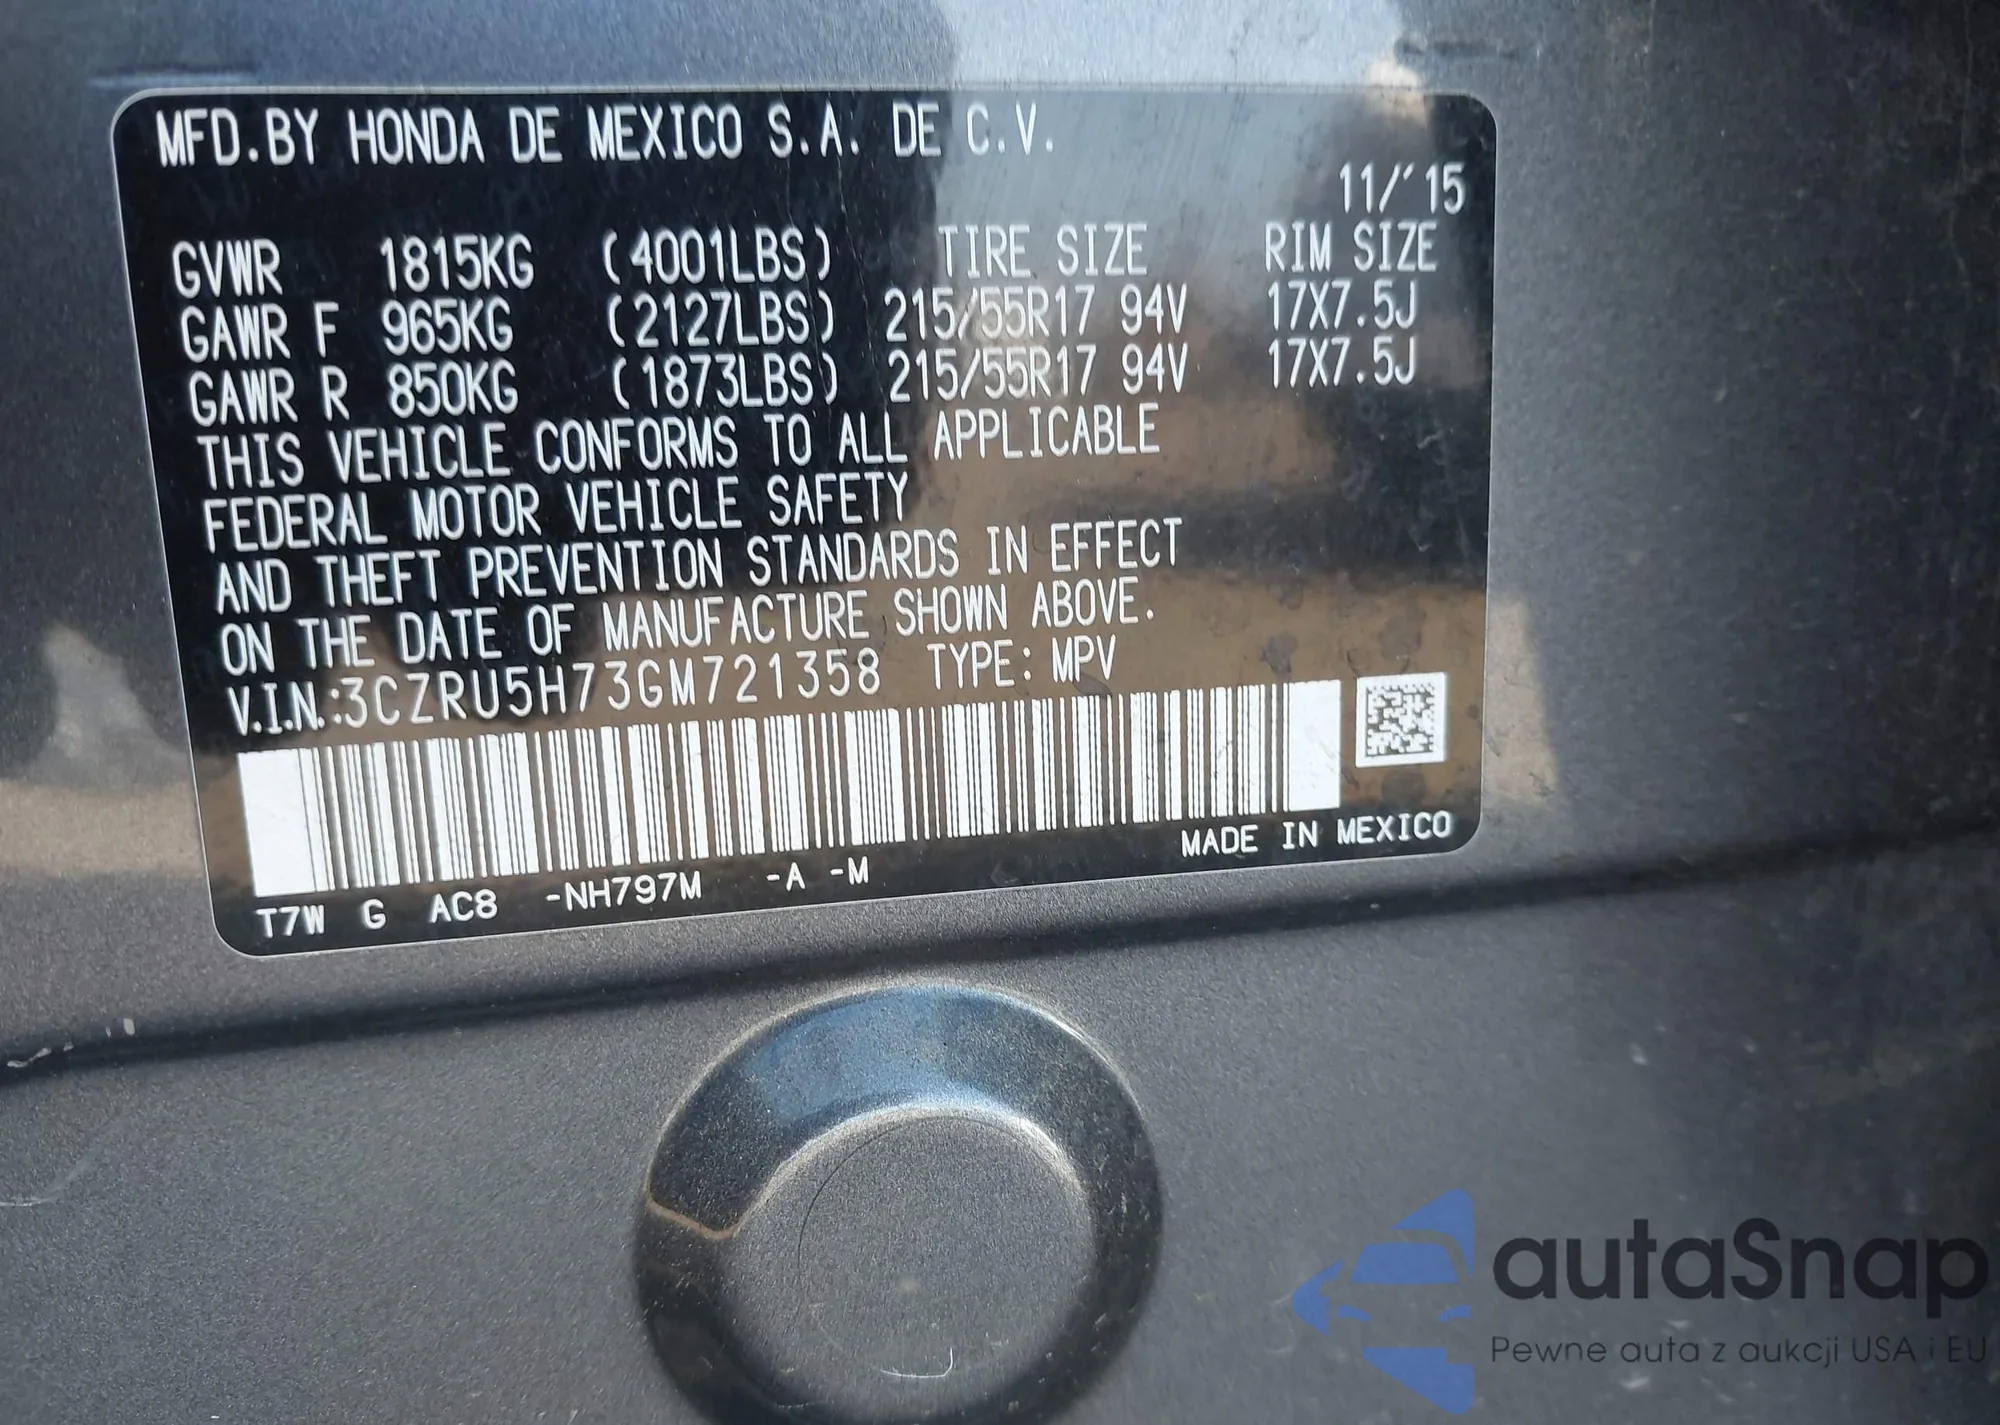 MFD.BY HONDA DE MEXICO S.A. DE C.V.
11/'15
GVWR 1815KG (4001LBS) TIRE SIZE RIM SIZE
GAWR F 965KG (2127LBS) 215/55R17 94V 17X7.5J
GAWR R 850KG (1873LBS) 215/55R17 94V 17X7.5J
THIS VEHICLE CONFORMS TO ALL APPLICABLE
FEDERAL MOTOR VEHICLE SAFETY
AND THEFT PREVENTION STANDARDS IN EFFECT
ON THE DATE OF MANUFACTURE SHOWN ABOVE.
V.I.N.:3CZRU5H73GM721358 TYPE: MPV
MADE IN MEXICO
T7W G AC8 -NH797M -A -M
autaSnap
Pewne auta z aukcji USA i EU